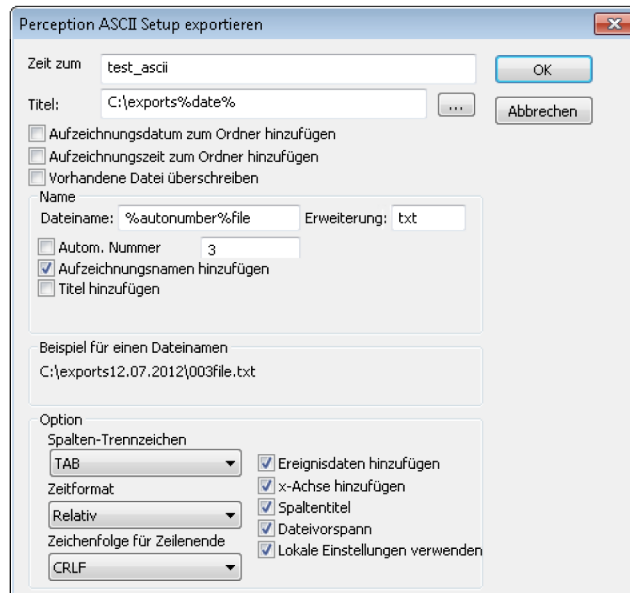 Perception ASCII Setup exportieren
Zeit zum test_ascii OK
Titel: C:\exports%date% ... Abbrechen
Aufzeichnungsdatum zum Ordner hinzufügen
Aufzeichnungszeit zum Ordner hinzufügen
Vorhandene Datei überschreiben
Name
Dateiname: %autonumber%file Erweiterung: txt
Autom. Nummer 3
Aufzeichnungsnamen hinzufügen
Titel hinzufügen
Beispiel für einen Dateinamen
C:\exports12.07.2012\003file.txt
Option
Spalten-Trennzeichen
TAB
Zeitformat
Relativ
Zeichenfolge für Zeilenende
CRLF
Ereignisdaten hinzufügen
x-Achse hinzufügen
Spaltentitel
Dateivorspann
Lokale Einstellungen verwenden